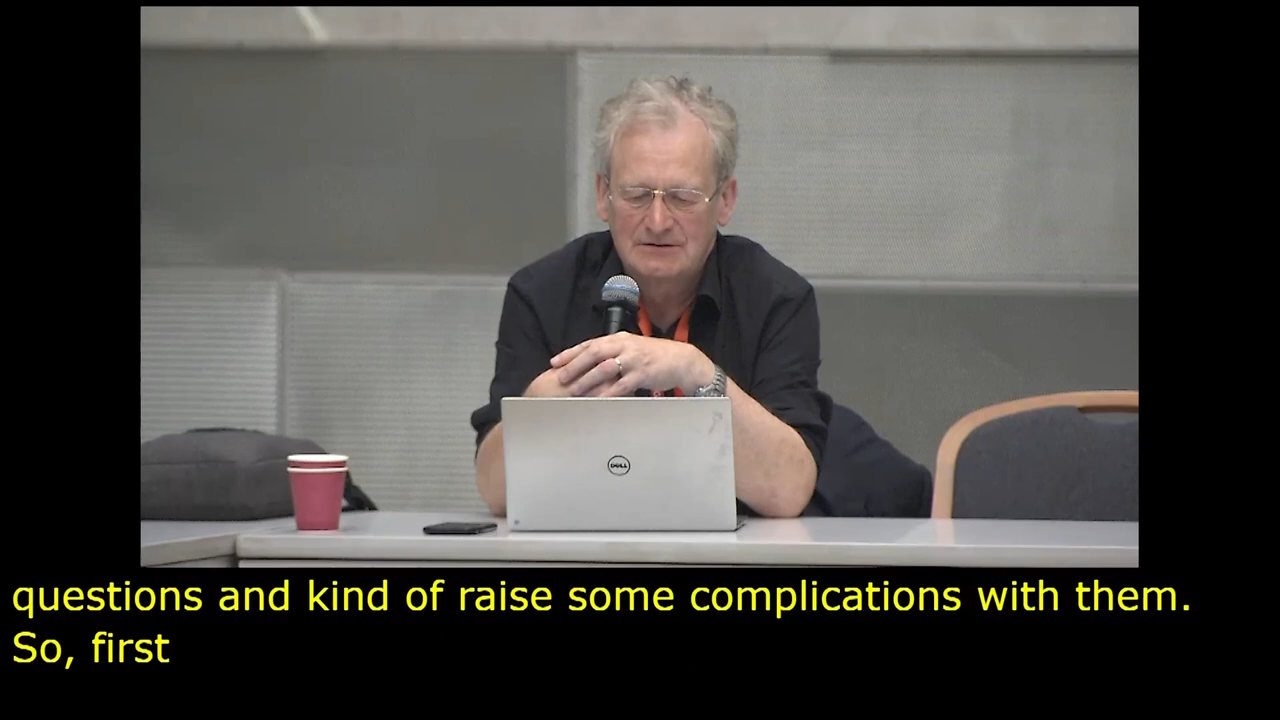 DELL
questions and kind of raise some complications with them.
So, first